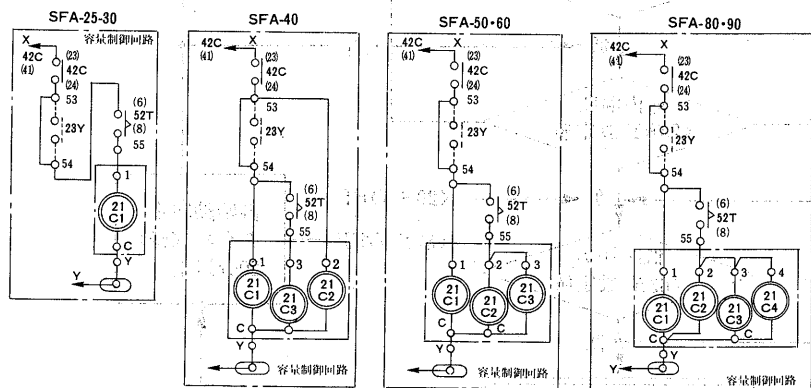 SFA-25-30
X
容量制御回路
42C
(41)
(23)
42C
(24)
53
23Y
54
(6)
52T
(8)
55
1
21
C1
C
Y
Y
SFA-40
X
42C
(41)
(23)
42C
(24)
53
23Y
54
(6)
52T
(8)
55
1
3
2
21
C1
21
C3
21
C2
C
Y
容量制御回路
SFA-50・60
X
42C
(41)
(23)
42C
(24)
53
23Y
54
(6)
52T
(8)
55
1
2
3
21
C1
21
C2
21
C3
C
C
Y
容量制御回路
SFA-80・90
X
42C
(41)
(23)
42C
(24)
53
23Y
54
(6)
52T
(8)
55
1
2
3
4
21
C1
21
C2
21
C3
21
C4
C
C
Y
Y
容量制御回路